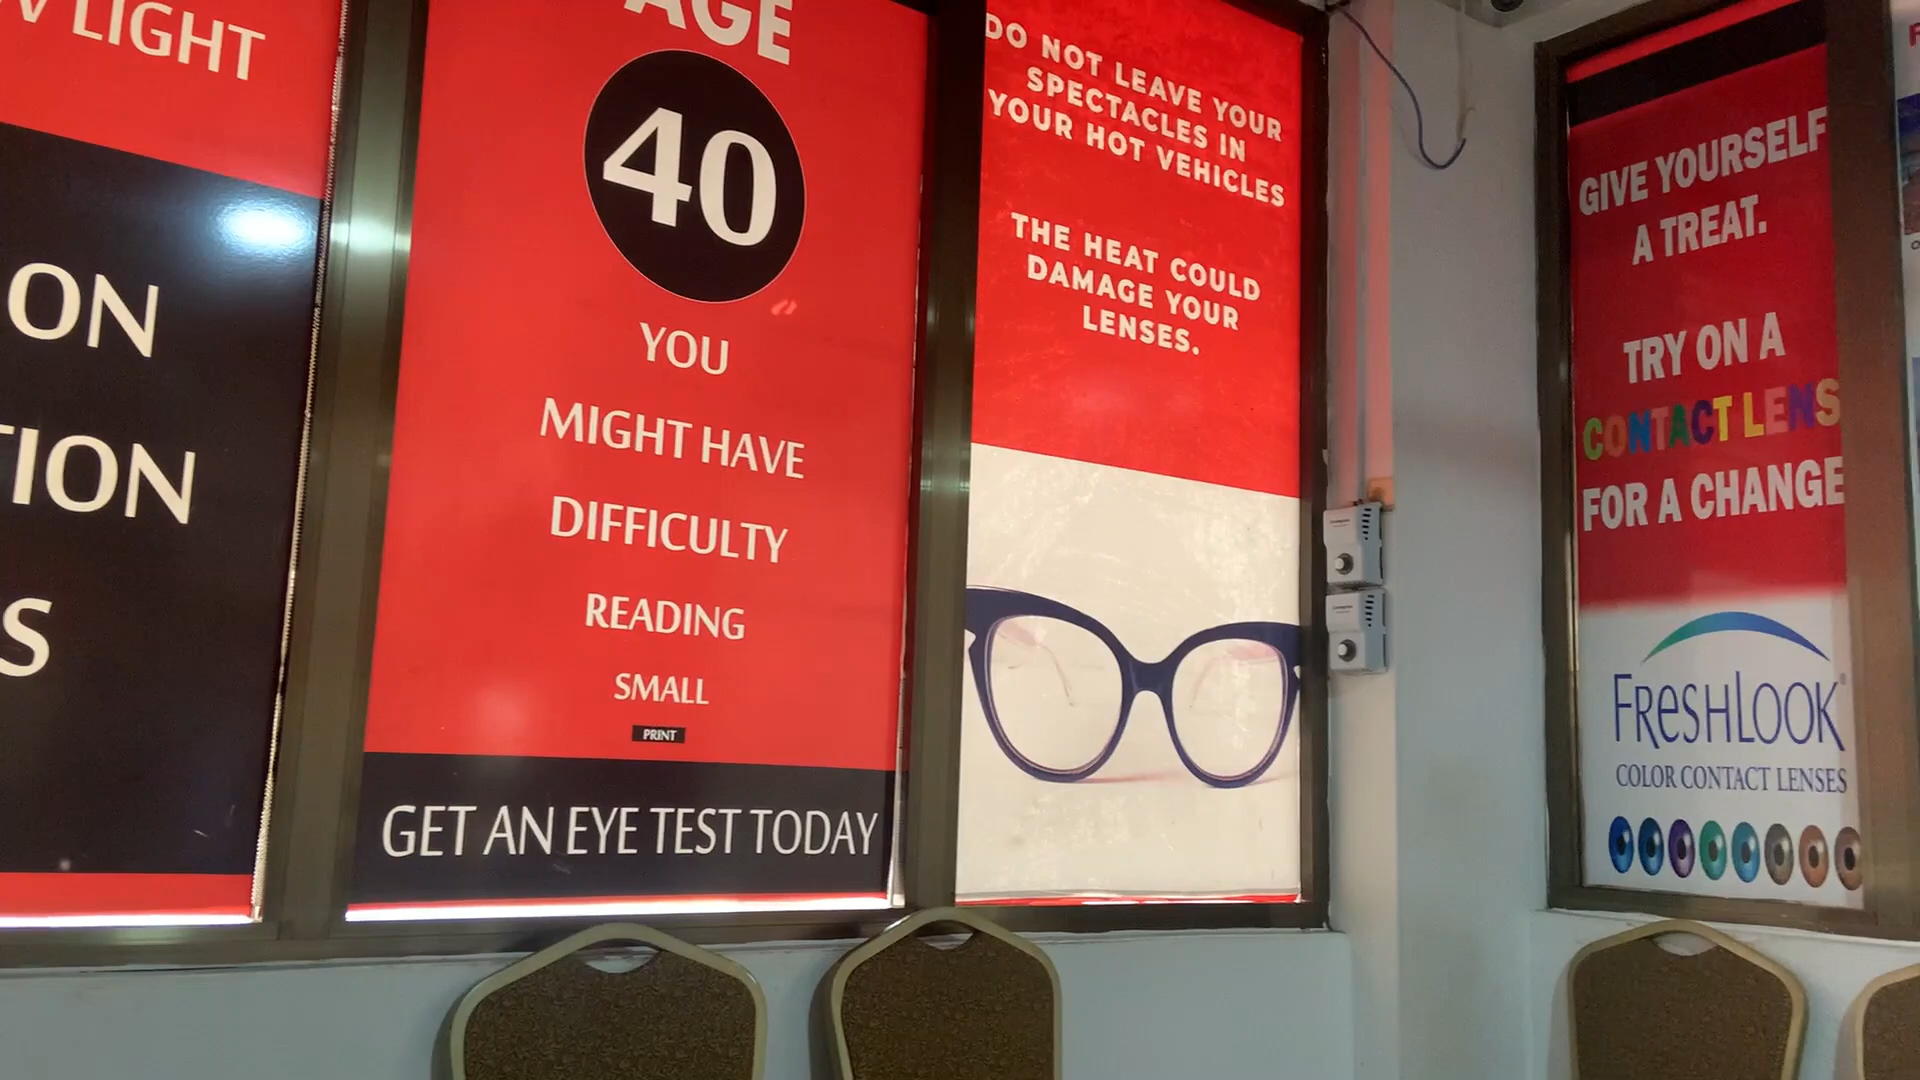 LIGHT
ON
TION
S
AGE
40
YOU
MIGHT HAVE
DIFFICULTY
READING
SMALL
PRINT
GET AN EYE TEST TODAY
DO NOT LEAVE YOUR
SPECTACLES IN
YOUR HOT VEHICLES
THE HEAT COULD
DAMAGE YOUR
LENSES.
GIVE YOURSELF
A TREAT.
TRY ON A
CONTACT LENS
FOR A CHANGE
FRESHLOOK
COLOR CONTACT LENSES